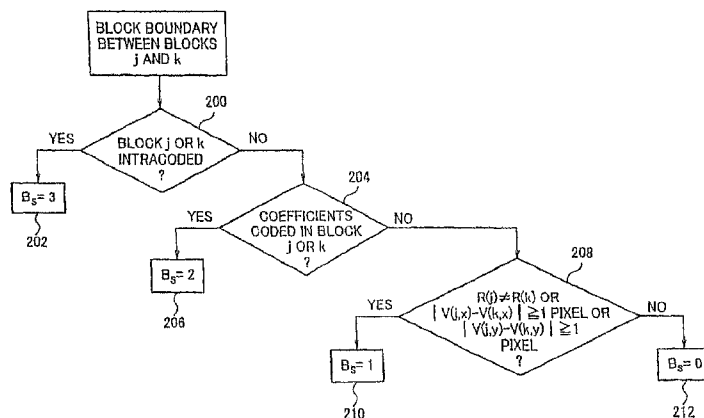 BLOCK BOUNDARY
BETWEEN BLOCKS
j AND k
200
YES
BLOCK j OR k
INTRACODED
?
NO
Bs= 3
202
204
YES
COEFFICIENTS
CODED IN BLOCK
j OR k
?
NO
Bs= 2
206
208
YES
R(j)≠R(k) OR
| V(j,x)-V(k,x) | ≧1 PIXEL OR
| V(j,y)-V(k,y) | ≧1
PIXEL
?
NO
Bs= 1
210
Bs= 0
212